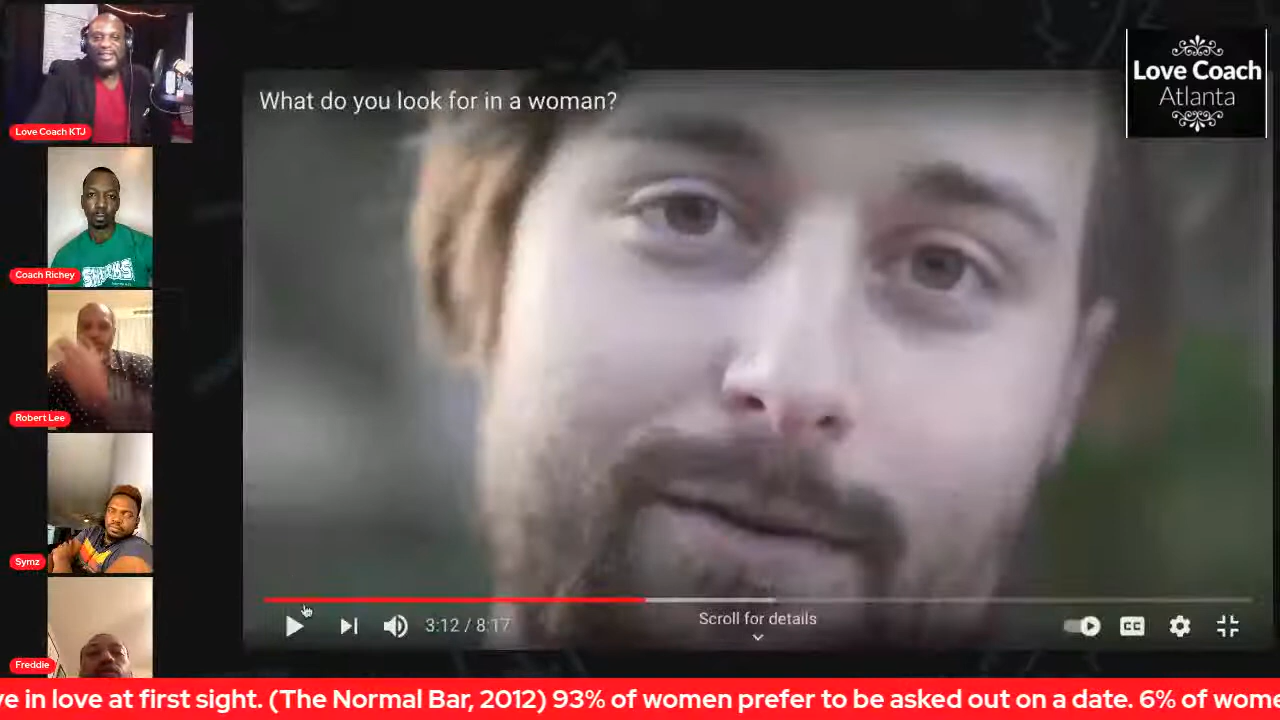 Love Coach KTJ
Coach Richey
Robert Lee
Symz
Freddie
What do you look for in a woman?
Love Coach
Atlanta
3:12 / 8:17
Scroll for details
CC
ve in love at first sight. (The Normal Bar, 2012) 93% of women prefer to be asked out on a date. 6% of wome